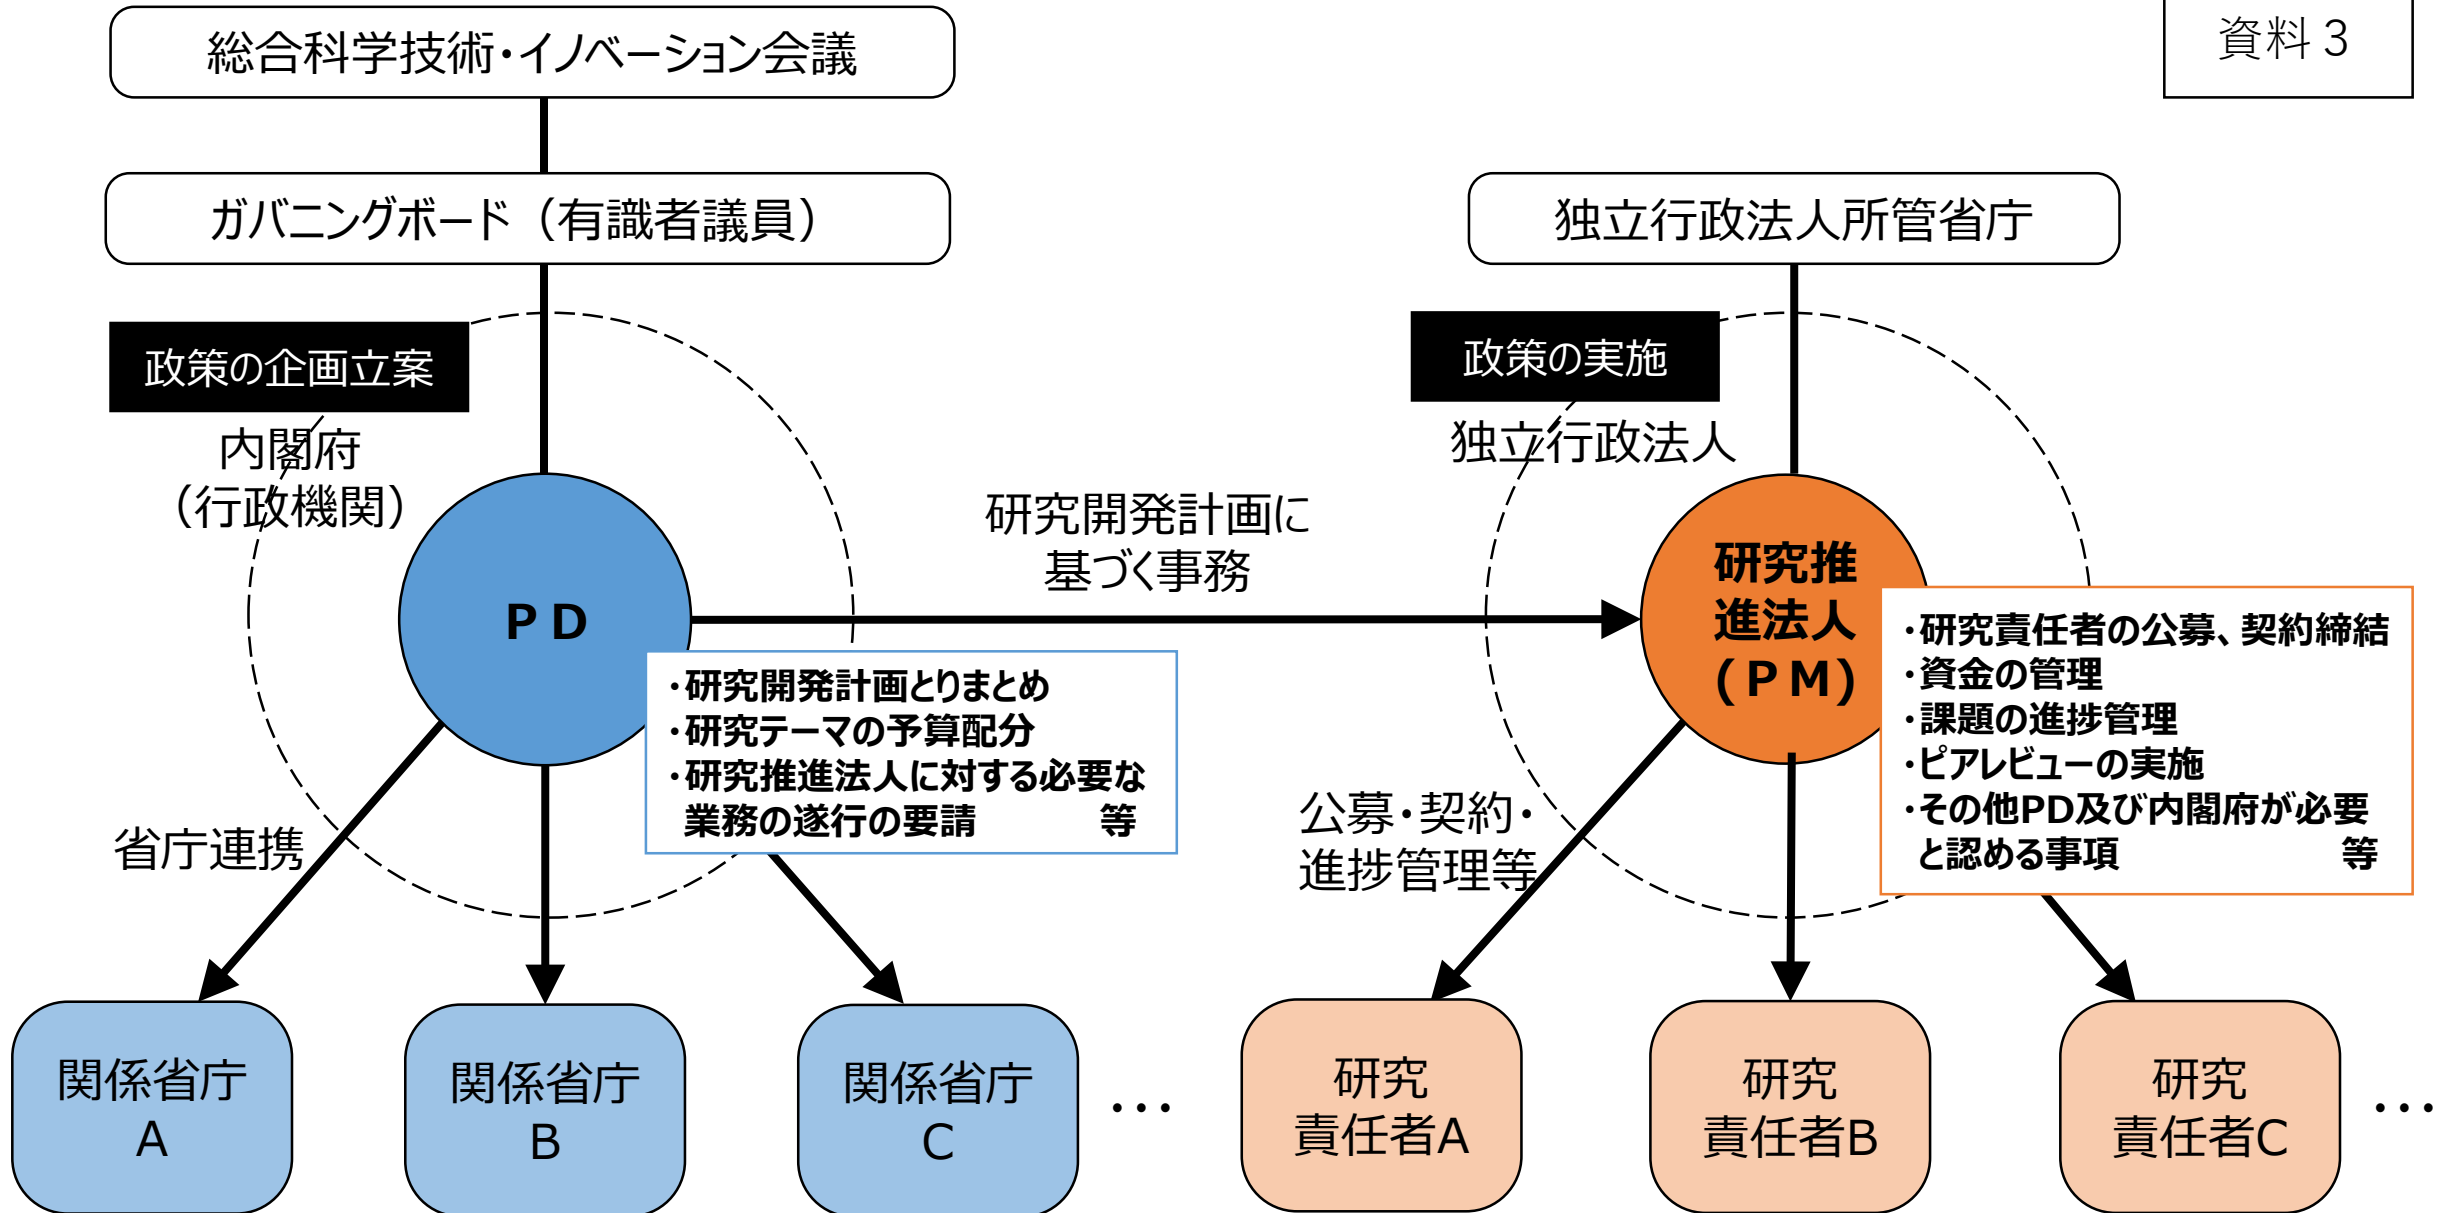 資料３
総合科学技術・イノベーション会議
ガバニングボード（有識者議員）
独立行政法人所管省庁
政策の企画立案
内閣府
（行政機関）
政策の実施
独立行政法人
研究開発計画に
基づく事務
ＰＤ
研究推
進法人
(ＰＭ)
・研究開発計画とりまとめ
・研究テーマの予算配分
・研究推進法人に対する必要な
業務の遂行の要請　　　等
・研究責任者の公募、契約締結
・資金の管理
・課題の進捗管理
・ピアレビューの実施
・その他PD及び内閣府が必要
と認める事項　　　　　　等
省庁連携
公募・契約・
進捗管理等
関係省庁
A
関係省庁
B
関係省庁
C
…
研究
責任者A
研究
責任者B
研究
責任者C
…